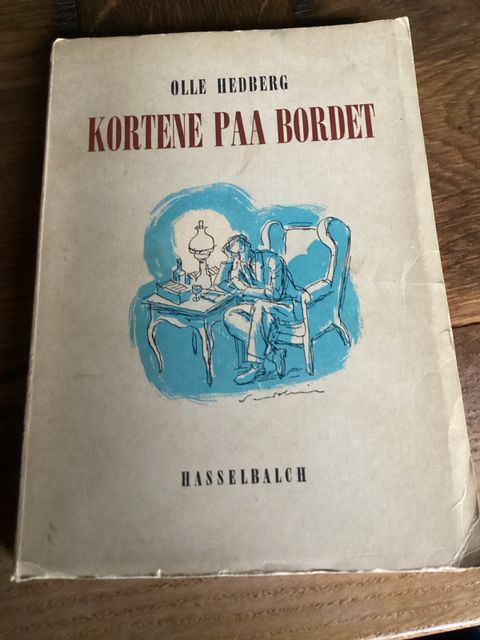 OLLE HEDBERG
KORTENE PAA BORDET
HASSELBALCH